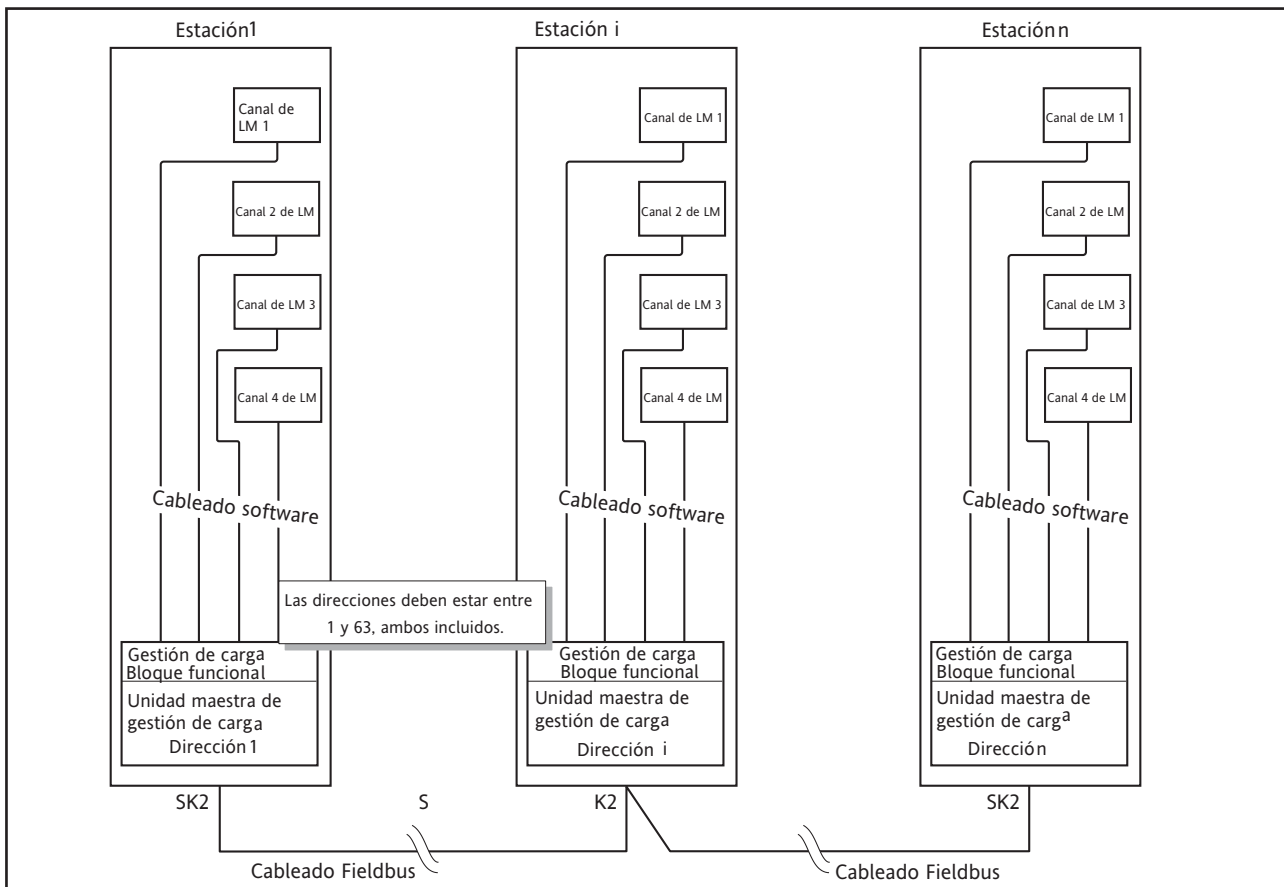 Estación1
Canal de
LM 1
Canal 2 de LM
Canal de LM 3
Canal 4 de LM
Cableado software
Las direcciones deben estar entre
1 y 63, ambos incluidos.
Gestión de carga
Bloque funcional
Unidad maestra de
gestión de carga
Dirección1
SK2
Estación i
Canal de LM 1
Canal 2 de LM
Canal de LM 3
Canal 4 de LM
Cableado software
Gestión de carga
Bloque funcional
Unidad maestra de
gestión de carga
Dirección i
S K2
Estaciónn
Canal de LM 1
Canal 2 de LM
Canal de LM 3
Canal 4 de LM
Cableado software
Gestión de carga
Bloque funcional
Unidad maestra de
gestión de carga
Direcciónn
SK2
Cableado Fieldbus
Cableado Fieldbus